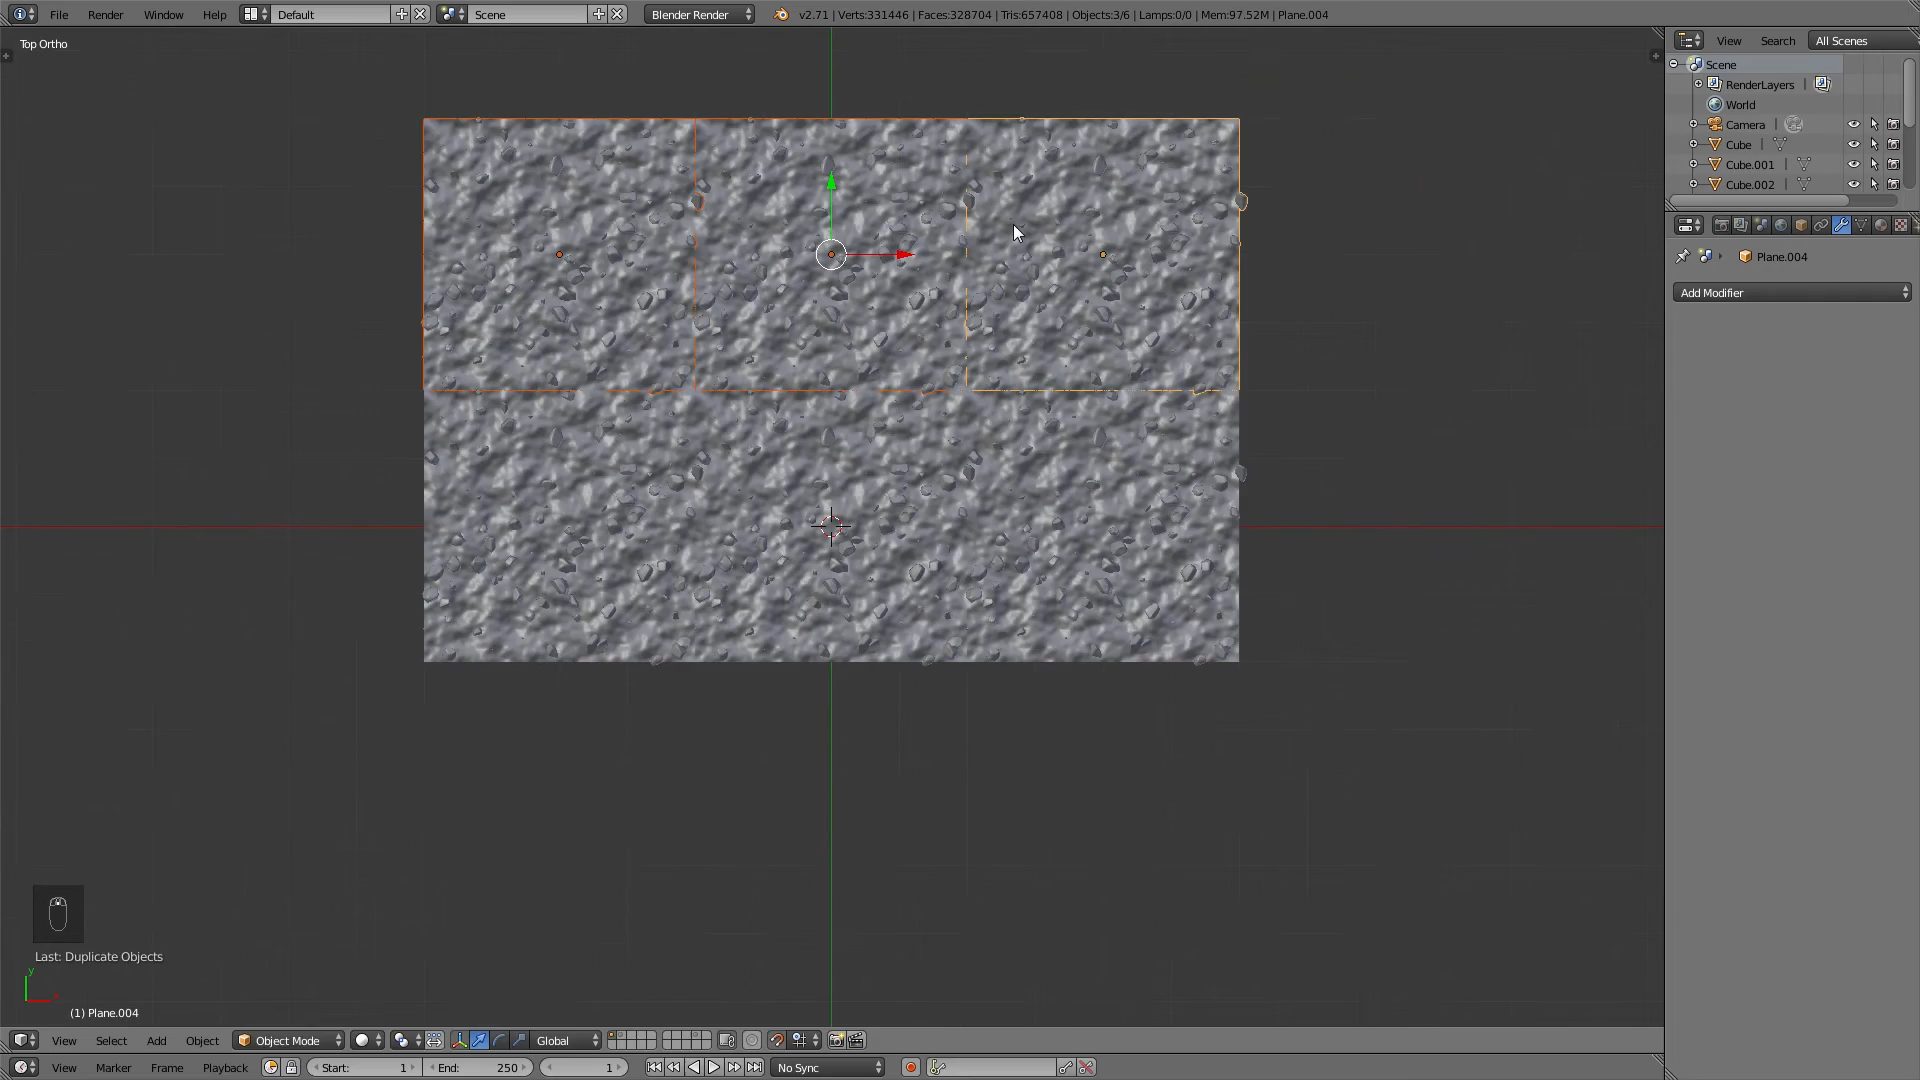 File Render Window Help Default Scene Blender Render v2.71 | Verts:331446 | Faces:328704 | Tris:657408 | Objects:3/6 | Lamps:0/0 | Mem:97.52M | Plane.004
Top Ortho
View Search All Scenes
Scene
RenderLayers |
World
Camera |
Cube |
Cube.001 |
Cube.002 |
Plane.004
Add Modifier
Last: Duplicate Objects
y
x
(1) Plane.004
View Select Add Object Object Mode Global
View Marker Frame Playback Start: 1 End: 250 1 No Sync